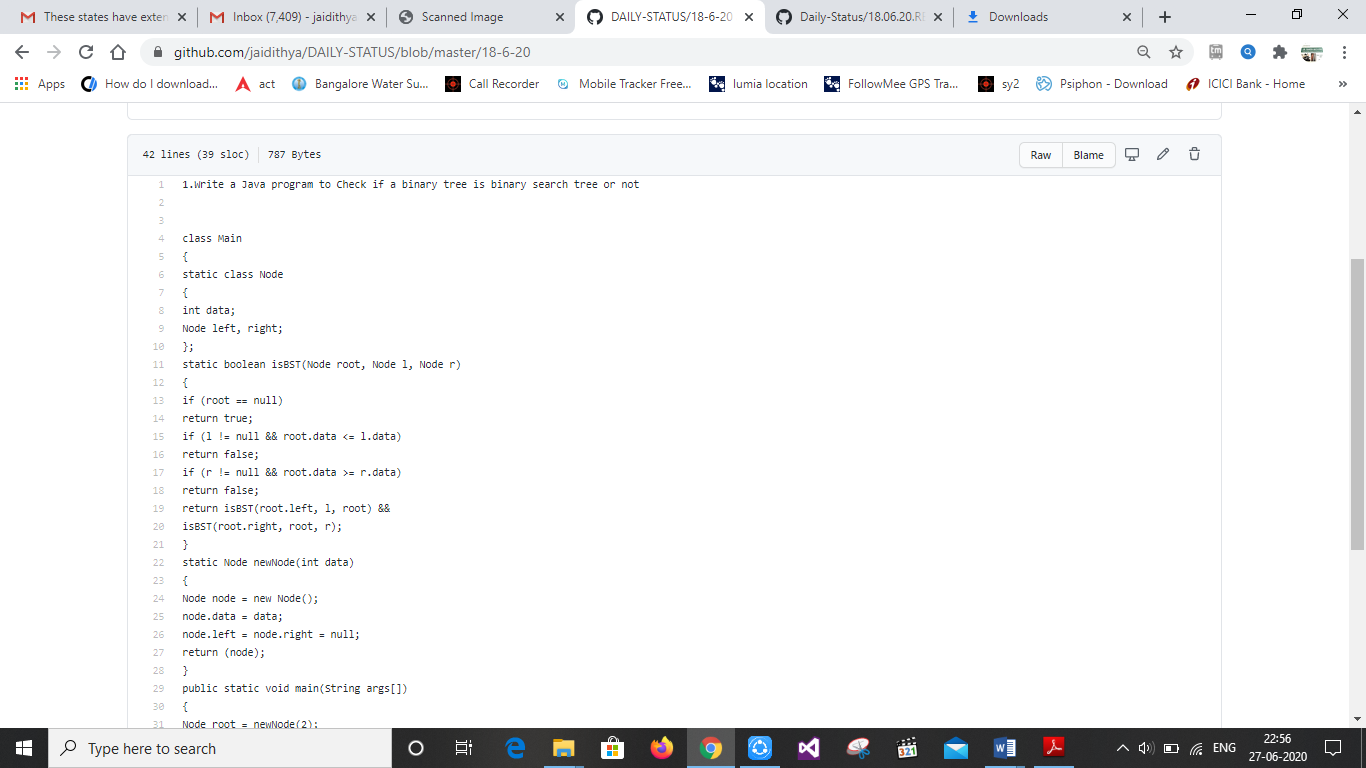 These states have exten
Inbox (7,409) - jaidithya
Scanned Image
DAILY-STATUS/18-6-20
Daily-Status/18.06.20.RE
Downloads
github.com/jaidithya/DAILY-STATUS/blob/master/18-6-20
Apps
How do I download...
act
Bangalore Water Su...
Call Recorder
Mobile Tracker Free...
lumia location
FollowMee GPS Tra...
sy2
Psiphon - Download
ICICI Bank - Home
»
42 lines (39 sloc) 787 Bytes
Raw Blame
1 1.Write a Java program to Check if a binary tree is binary search tree or not
2
3
4 class Main
5 {
6 static class Node
7 {
8 int data;
9 Node left, right;
10 };
11 static boolean isBST(Node root, Node l, Node r)
12 {
13 if (root == null)
14 return true;
15 if (l != null && root.data <= l.data)
16 return false;
17 if (r != null && root.data >= r.data)
18 return false;
19 return isBST(root.left, l, root) &&
20 isBST(root.right, root, r);
21 }
22 static Node newNode(int data)
23 {
24 Node node = new Node();
25 node.data = data;
26 node.left = node.right = null;
27 return (node);
28 }
29 public static void main(String args[])
30 {
31 Node root = newNode(2);
Type here to search
321
ENG
22:56
27-06-2020